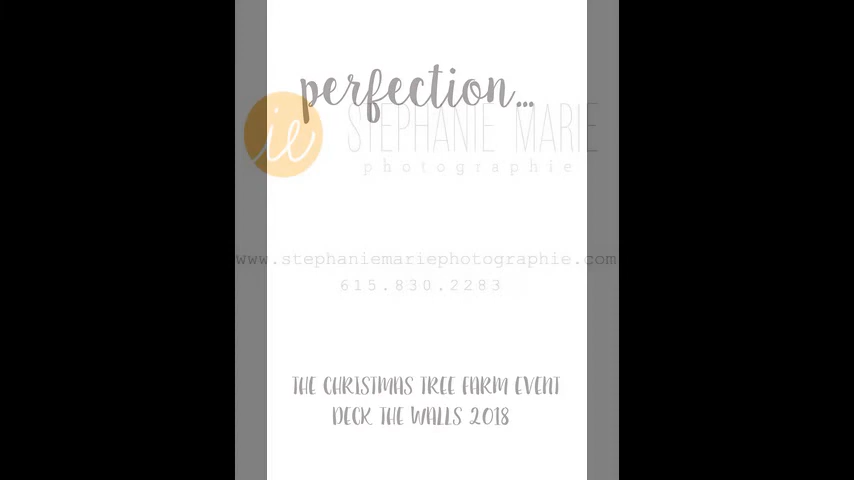 perfection...
ie STEPHANIE MARIE
photographie
www.stephaniemariephotographie.com
615.830.2283
THE CHRISTMAS TREE FARM EVENT
DECK THE WALLS 2018